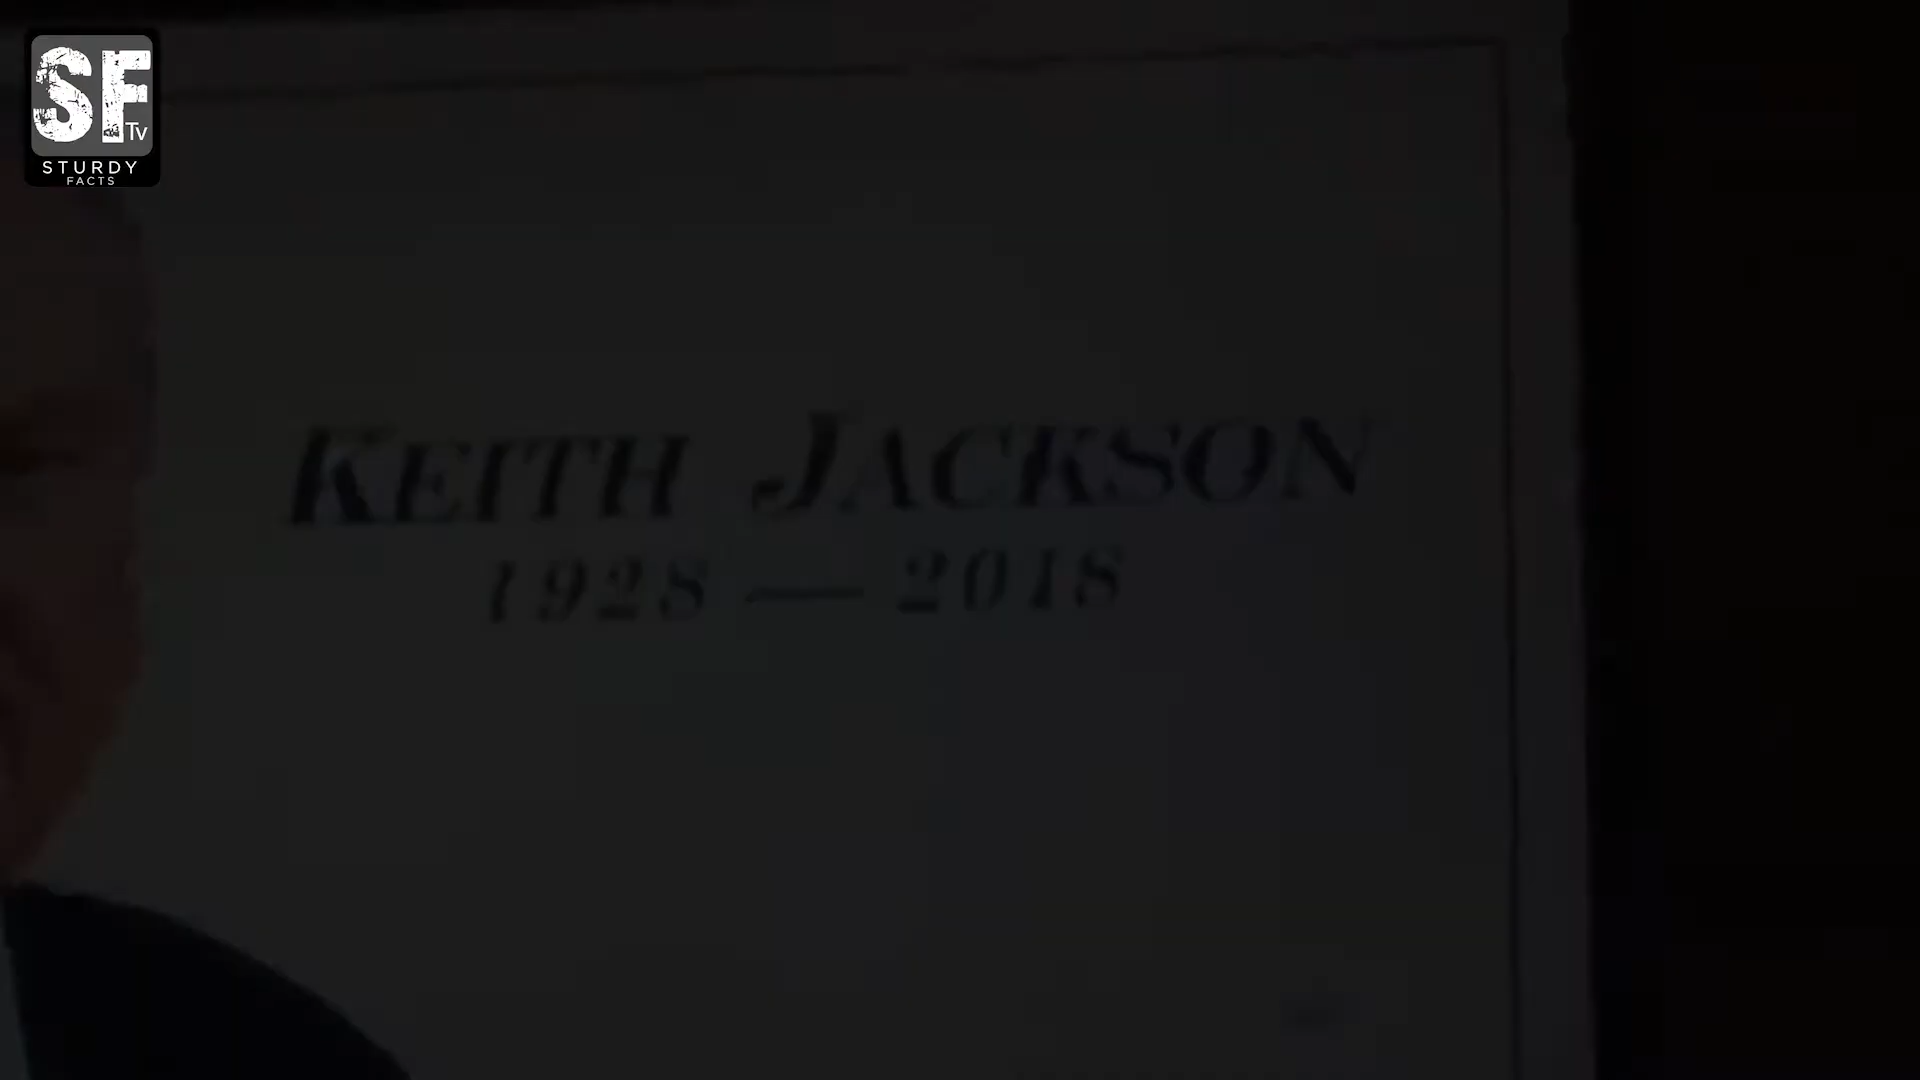 SF
Tv
STURDY
FACTS
KEITH JACKSON
1928 — 2018